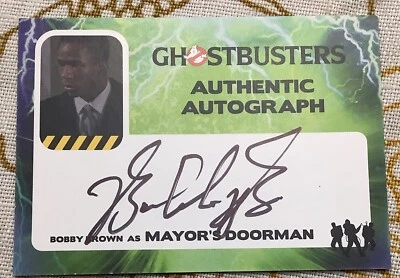 GHOSTBUSTERS
AUTHENTIC
AUTOGRAPH
BOBBY BROWN AS MAYOR'S DOORMAN